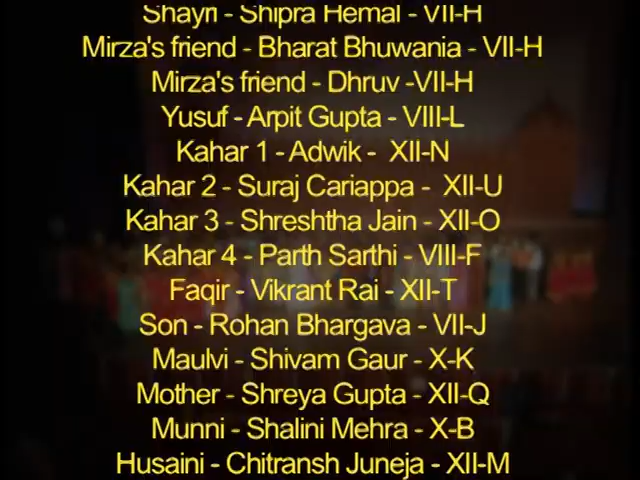 Shayri - Shipra Hemal - VII-H
Mirza's friend - Bharat Bhuwania - VII-H
Mirza's friend - Dhruv -VII-H
Yusuf - Arpit Gupta - VIII-L
Kahar 1 - Adwik -  XII-N
Kahar 2 - Suraj Cariappa -  XII-U
Kahar 3 - Shreshtha Jain - XII-O
Kahar 4 - Parth Sarthi - VIII-F
Faqir - Vikrant Rai - XII-T
Son - Rohan Bhargava - VII-J
Maulvi - Shivam Gaur - X-K
Mother - Shreya Gupta - XII-Q
Munni - Shalini Mehra - X-B
Husaini - Chitransh Juneja - XII-M